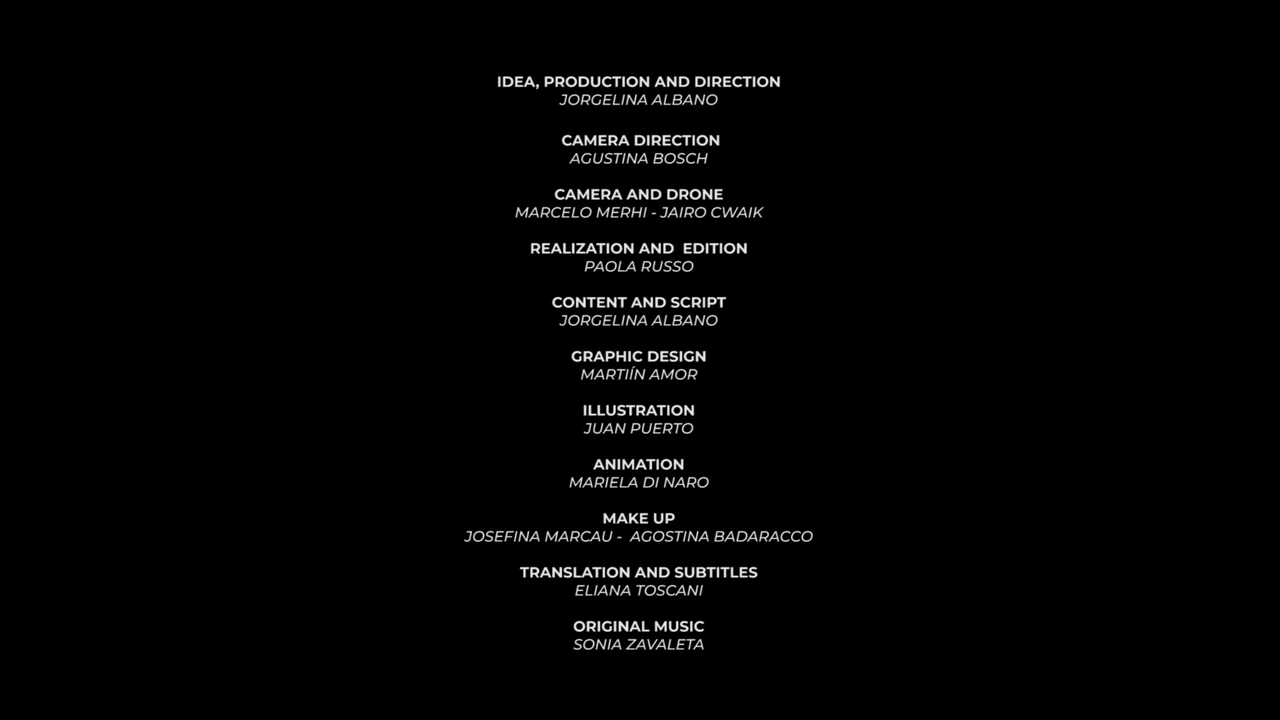 IDEA, PRODUCTION AND DIRECTION
JORGELINA ALBANO
CAMERA DIRECTION
AGUSTINA BOSCH
CAMERA AND DRONE
MARCELO MERHI - JAIRO CWAIK
REALIZATION AND  EDITION
PAOLA RUSSO
CONTENT AND SCRIPT
JORGELINA ALBANO
GRAPHIC DESIGN
MARTIÍN AMOR
ILLUSTRATION
JUAN PUERTO
ANIMATION
MARIELA DI NARO
MAKE UP
JOSEFINA MARCAU -  AGOSTINA BADARACCO
TRANSLATION AND SUBTITLES
ELIANA TOSCANI
ORIGINAL MUSIC
SONIA ZAVALETA